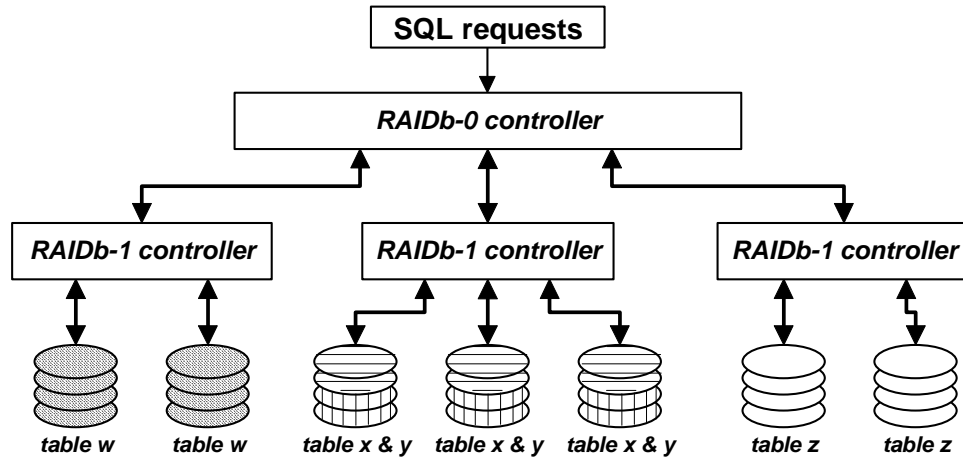 SQL requests
RAIDb-0 controller
RAIDb-1 controller
RAIDb-1 controller
RAIDb-1 controller
table w
table w
table x & y
table x & y
table x & y
table z
table z